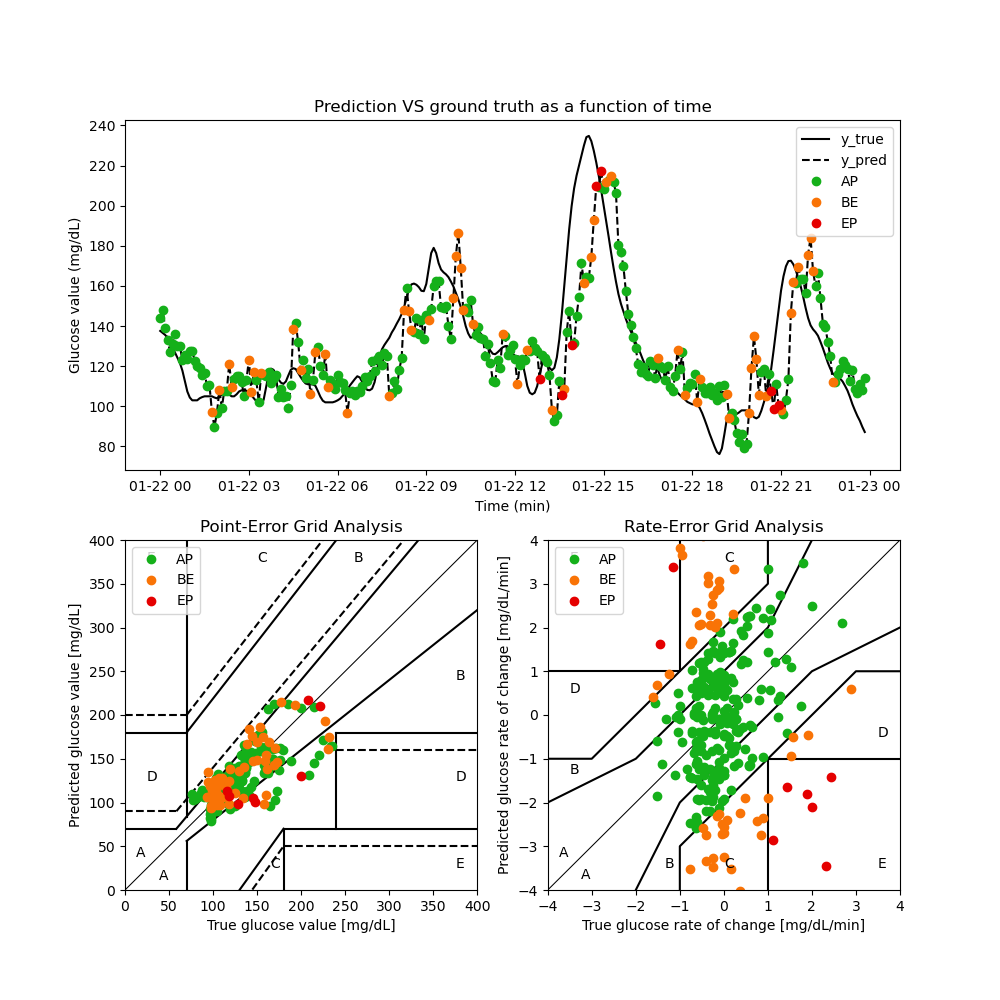 Prediction VS ground truth as a function of time
Glucose value (mg/dL)
240
220
200
180
160
140
120
100
80
y_true
y_pred
AP
BE
EP
01-22 00 01-22 03 01-22 06 01-22 09 01-22 12 01-22 15 01-22 18 01-22 21 01-23 00
Time (min)
Point-Error Grid Analysis
Predicted glucose value [mg/dL]
400
350
300
250
200
150
100
50
0
AP
BE
EP
C
B
B
D
D
A
A
C
E
0 50 100 150 200 250 300 350 400
True glucose value [mg/dL]
Rate-Error Grid Analysis
Predicted glucose rate of change [mg/dL/min]
4
3
2
1
0
−1
−2
−3
−4
AP
BE
EP
C
D
D
B
A
A
B
C
E
−4 −3 −2 −1 0 1 2 3 4
True glucose rate of change [mg/dL/min]